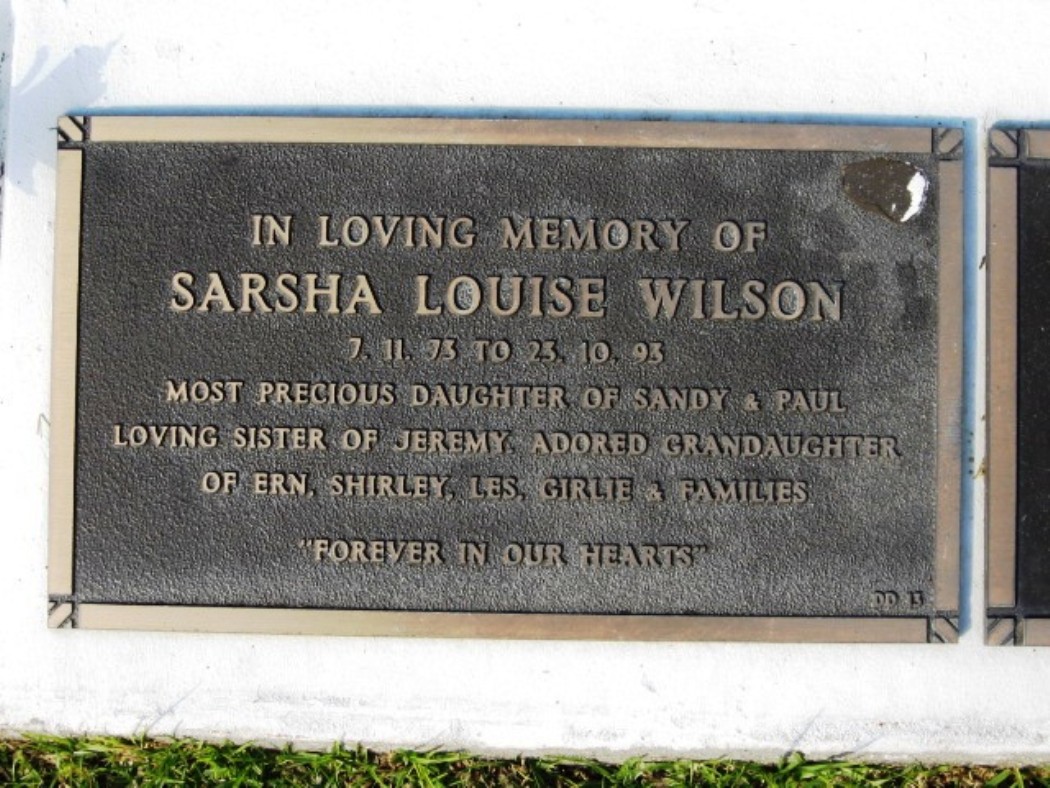 IN LOVING MEMORY OF
SARSHA LOUISE WILSON
7. 11. 73 TO 23. 10. 93
MOST PRECIOUS DAUGHTER OF SANDY & PAUL
LOVING SISTER OF JEREMY. ADORED GRANDAUGHTER
OF ERN, SHIRLEY, LES, GIRLIE & FAMILIES
"FOREVER IN OUR HEARTS"
DD 13